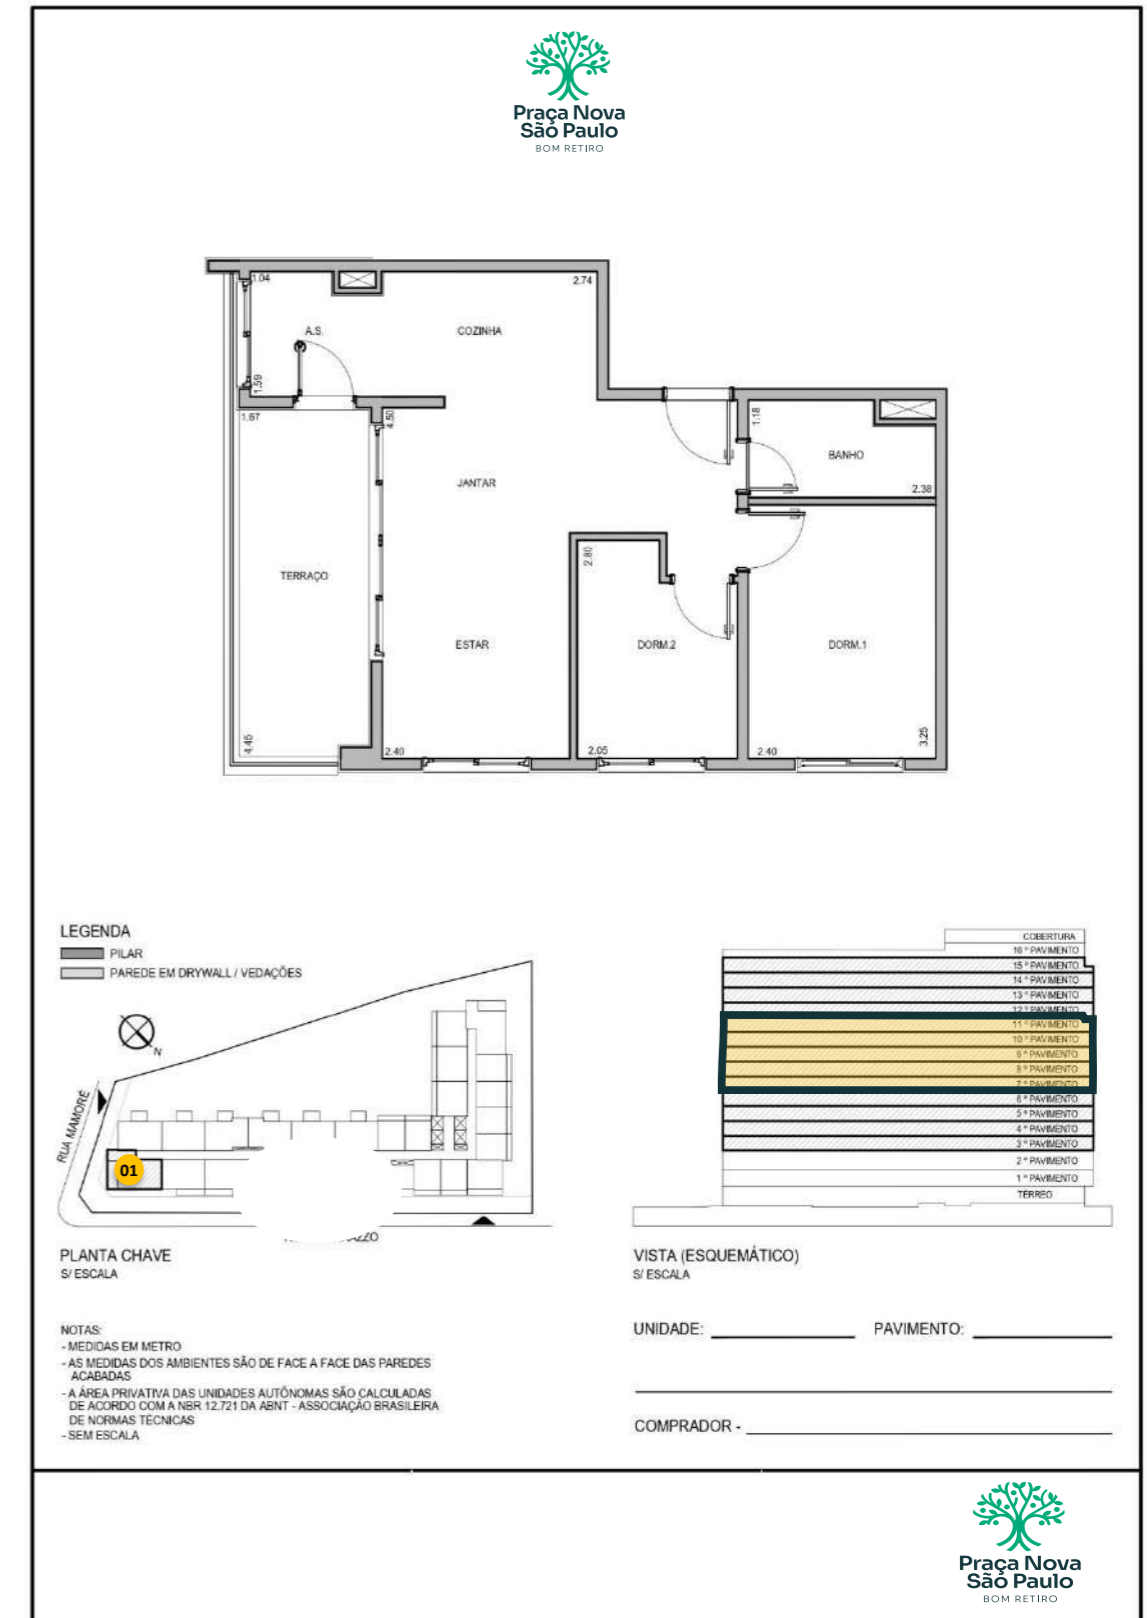 Praça Nova
São Paulo
BOM RETIRO
1.04
2.74
A.S.
COZINHA
1.59
1.67
4.50
1.18
BANHO
2.38
JANTAR
2.80
TERRAÇO
ESTAR
DORM.2
DORM.1
4.45
2.40
2.05
2.40
3.25
LEGENDA
PILAR
PAREDE EM DRYWALL / VEDAÇÕES
N
RUA MAMORÉ
01
PLANTA CHAVE
S/ ESCALA
COBERTURA
16 º PAVIMENTO
15 º PAVIMENTO
14 º PAVIMENTO
13 º PAVIMENTO
12 º PAVIMENTO
11 º PAVIMENTO
10 º PAVIMENTO
9 º PAVIMENTO
8 º PAVIMENTO
7 º PAVIMENTO
6 º PAVIMENTO
5 º PAVIMENTO
4 º PAVIMENTO
3 º PAVIMENTO
2 º PAVIMENTO
1 º PAVIMENTO
TÉRREO
VISTA (ESQUEMÁTICO)
S/ ESCALA
NOTAS:
- MEDIDAS EM METRO
- AS MEDIDAS DOS AMBIENTES SÃO DE FACE A FACE DAS PAREDES
ACABADAS
- A ÁREA PRIVATIVA DAS UNIDADES AUTÔNOMAS SÃO CALCULADAS
DE ACORDO COM A NBR 12.721 DA ABNT - ASSOCIAÇÃO BRASILEIRA
DE NORMAS TÉCNICAS
- SEM ESCALA
UNIDADE: PAVIMENTO:
COMPRADOR -
Praça Nova
São Paulo
BOM RETIRO